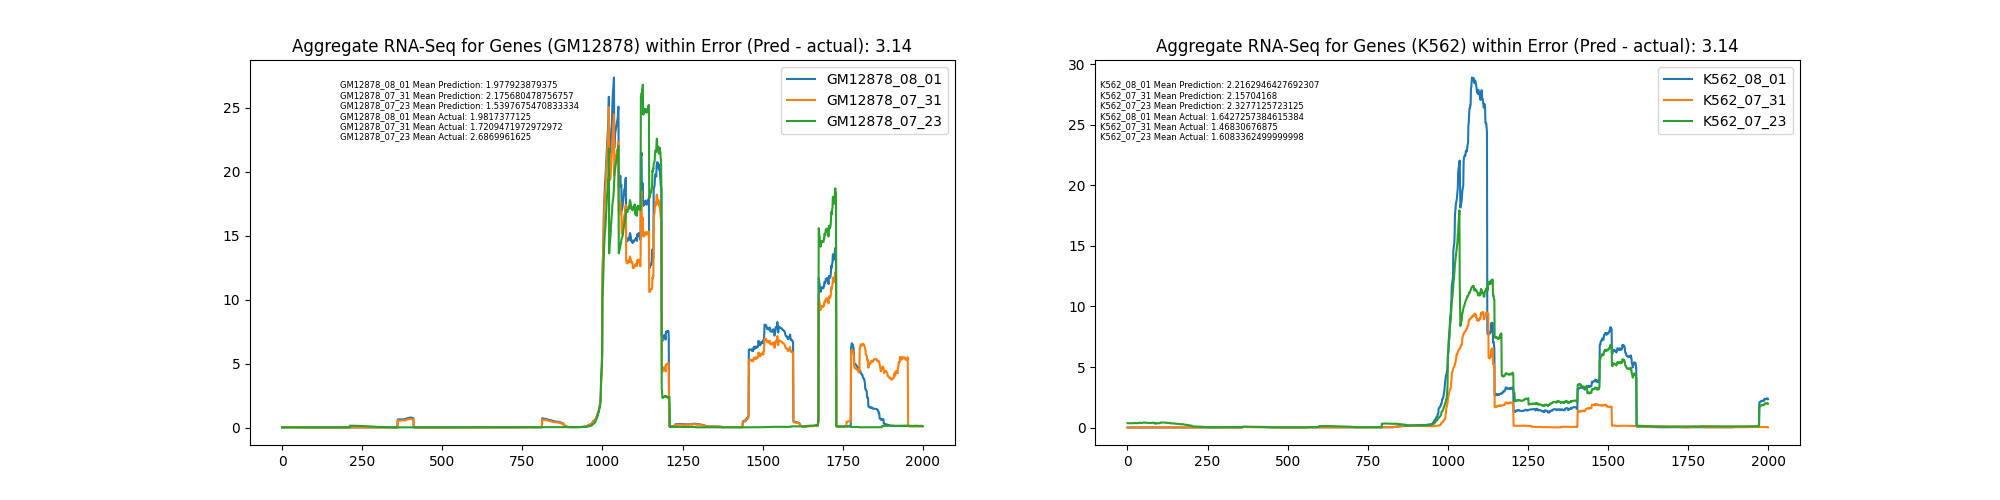 Aggregate RNA-Seq for Genes (GM12878) within Error (Pred - actual): 3.14
GM12878_08_01 Mean Prediction: 1.977923879375
GM12878_07_31 Mean Prediction: 2.175680478756757
GM12878_07_23 Mean Prediction: 1.5397675470833334
GM12878_08_01 Mean Actual: 1.9817377125
GM12878_07_31 Mean Actual: 1.7209471972972972
GM12878_07_23 Mean Actual: 2.6869961625
GM12878_08_01
GM12878_07_31
GM12878_07_23
25
20
15
10
5
0
0 250 500 750 1000 1250 1500 1750 2000
Aggregate RNA-Seq for Genes (K562) within Error (Pred - actual): 3.14
K562_08_01 Mean Prediction: 2.2162946427692307
K562_07_31 Mean Prediction: 2.15704168
K562_07_23 Mean Prediction: 2.3277125723125
K562_08_01 Mean Actual: 1.6427257384615384
K562_07_31 Mean Actual: 1.46830676875
K562_07_23 Mean Actual: 1.6083362499999998
K562_08_01
K562_07_31
K562_07_23
30
25
20
15
10
5
0
0 250 500 750 1000 1250 1500 1750 2000